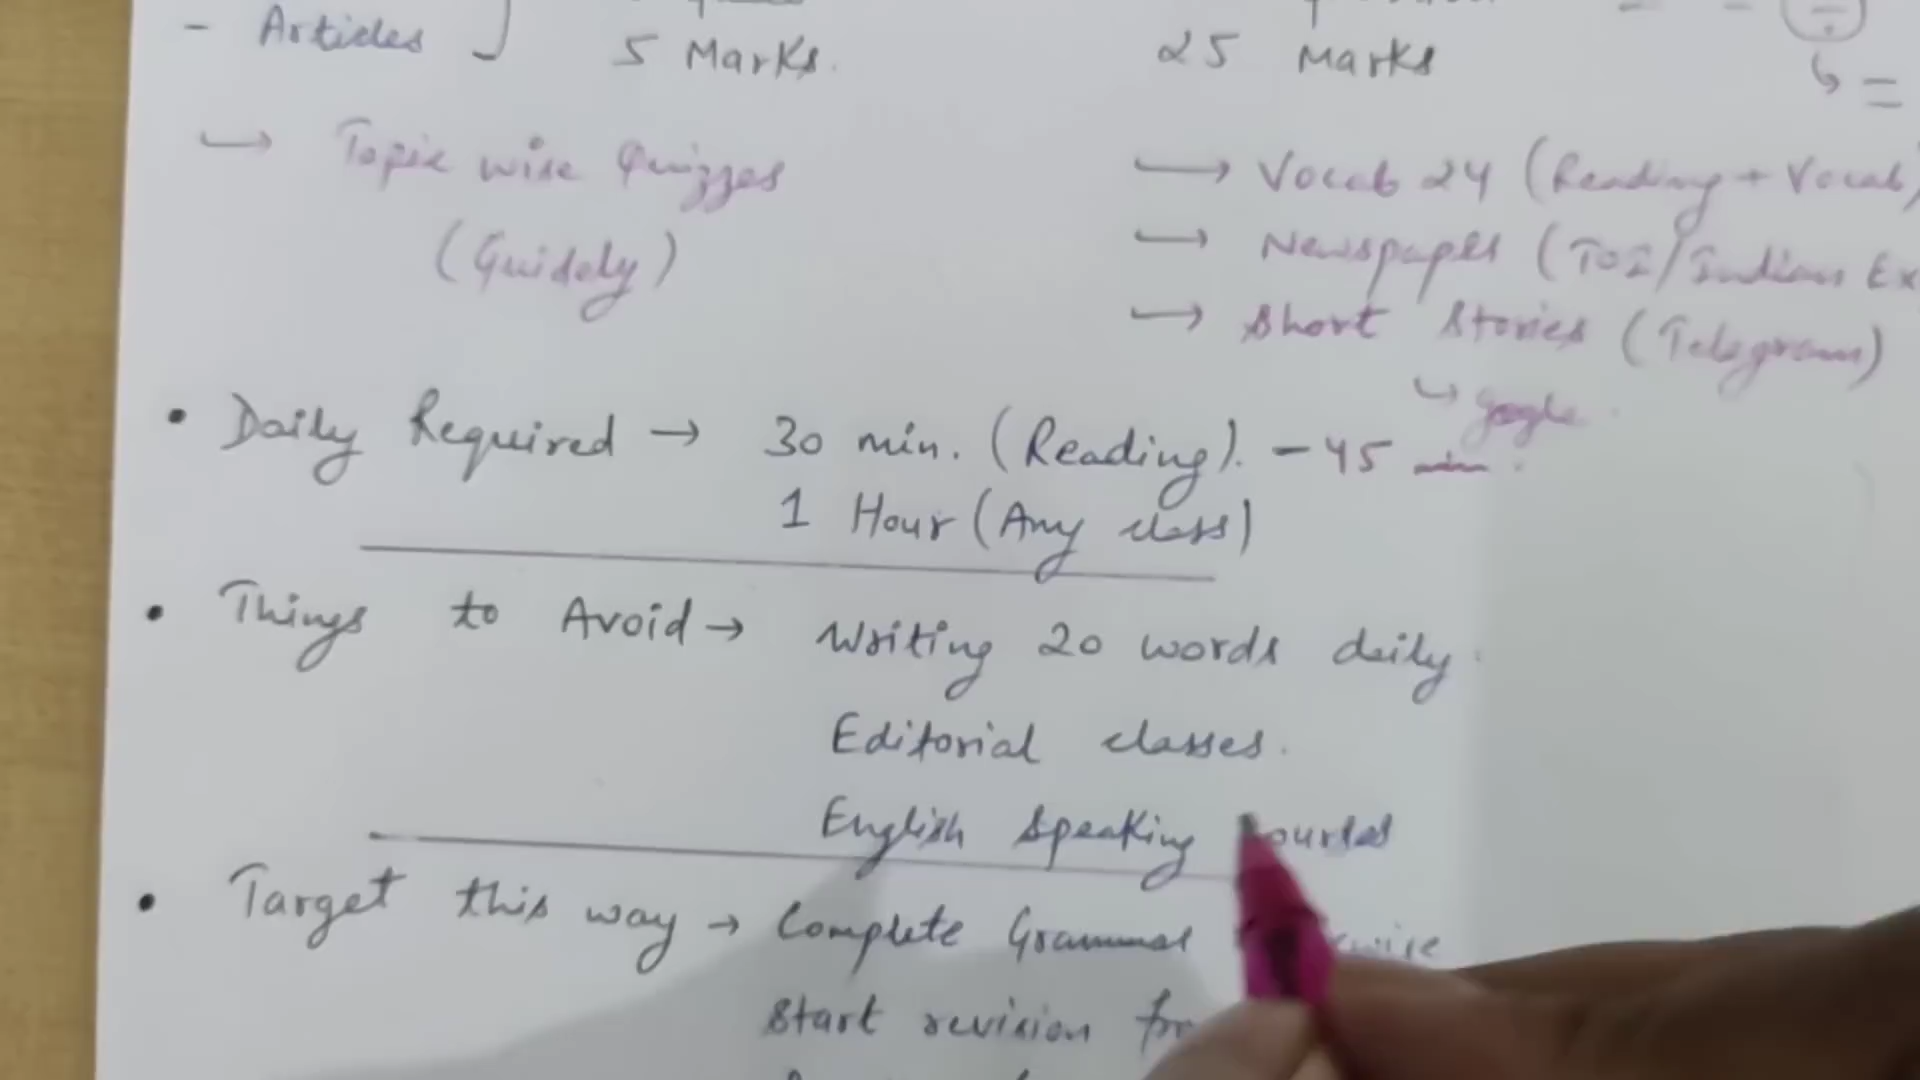 - Articles
5 Marks.
25 Marks
→ Topic wise Quizzes
(Guidely)
→ Vocab 24 (Reading + Vocab)
→ Newspaper (TOI/Indian Ex
→ Short Stories (Telegram)
↳ google.
• Daily Required → 30 min. (Reading). - 45 min.
1 Hour (Any class)
• Things to Avoid → Writing 20 words daily.
Editorial classes.
English Speaking
• Target this way → Complete Grammar
Start revision